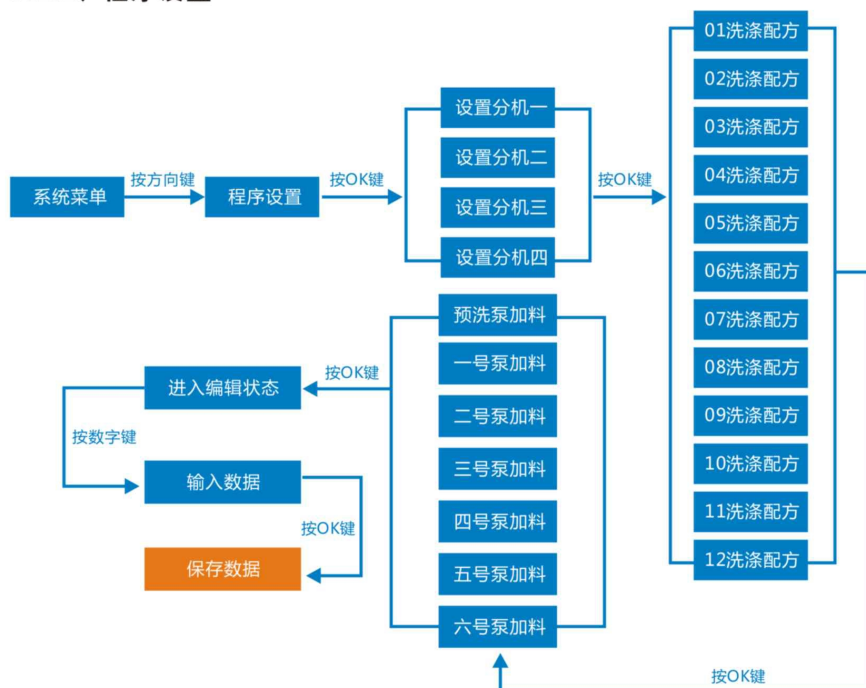 系统菜单
按方向键
程序设置
按OK键
设置分机一
设置分机二
设置分机三
设置分机四
按OK键
01洗涤配方
02洗涤配方
03洗涤配方
04洗涤配方
05洗涤配方
06洗涤配方
07洗涤配方
08洗涤配方
09洗涤配方
10洗涤配方
11洗涤配方
12洗涤配方
按OK键
预洗泵加料
一号泵加料
二号泵加料
三号泵加料
四号泵加料
五号泵加料
六号泵加料
按OK键
进入编辑状态
按数字键
输入数据
按OK键
保存数据